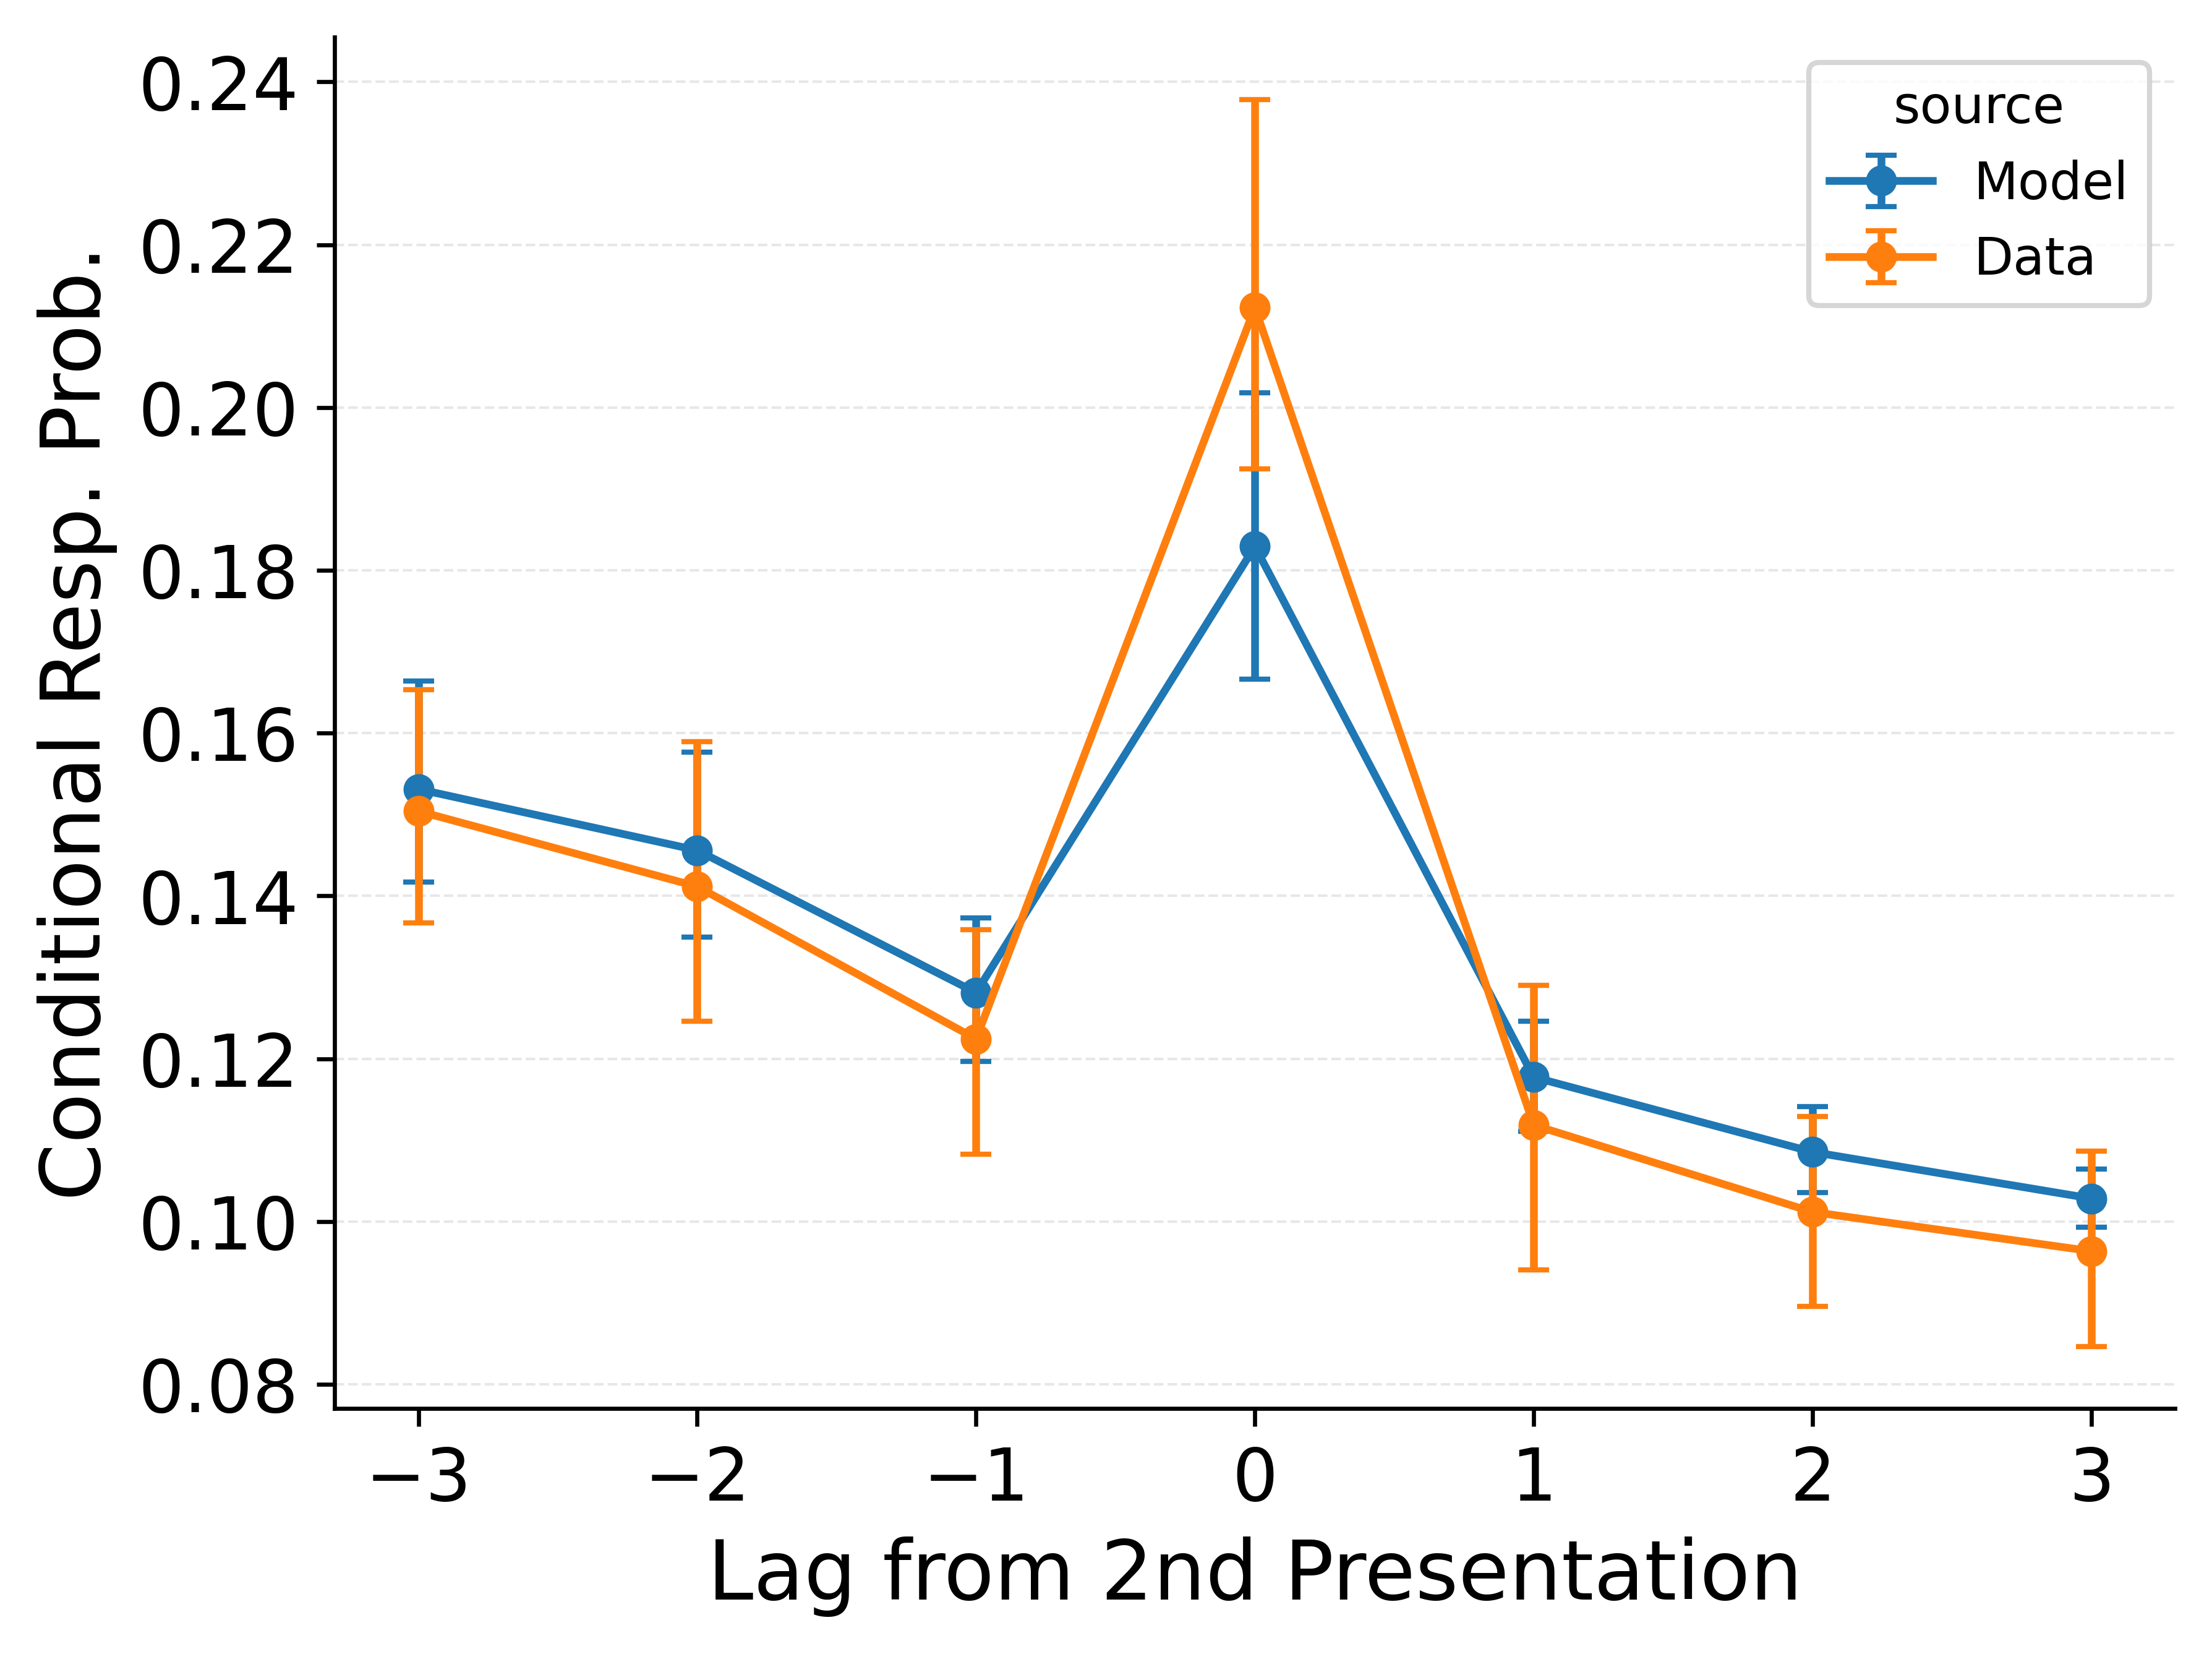 0.24
0.22
0.20
0.18
0.16
0.14
0.12
0.10
0.08
Conditional Resp. Prob.
source
Model
Data
−3 −2 −1 0 1 2 3
Lag from 2nd Presentation